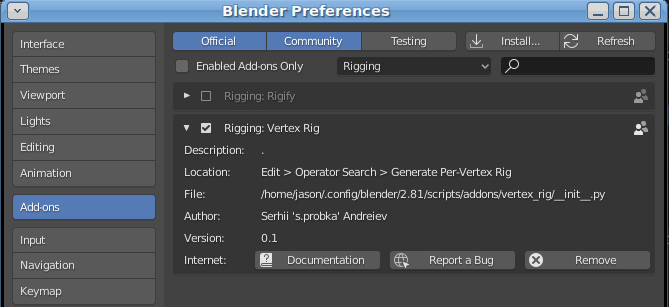 Blender Preferences
Interface
Themes
Viewport
Lights
Editing
Animation
Add-ons
Input
Navigation
Keymap
Official Community Testing Install... Refresh
Enabled Add-ons Only Rigging
Rigging: Rigify
Rigging: Vertex Rig
Description: .
Location: Edit > Operator Search > Generate Per-Vertex Rig
File: /home/jason/.config/blender/2.81/scripts/addons/vertex_rig/__init__.py
Author: Serhii 's.probka' Andreiev
Version: 0.1
Internet: Documentation Report a Bug Remove